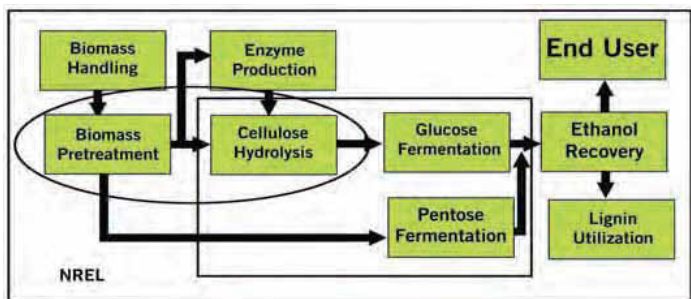 Biomass
Handling
Enzyme
Production
End User
Biomass
Pretreatment
Cellulose
Hydrolysis
Glucose
Fermentation
Ethanol
Recovery
Pentose
Fermentation
Lignin
Utilization
NREL